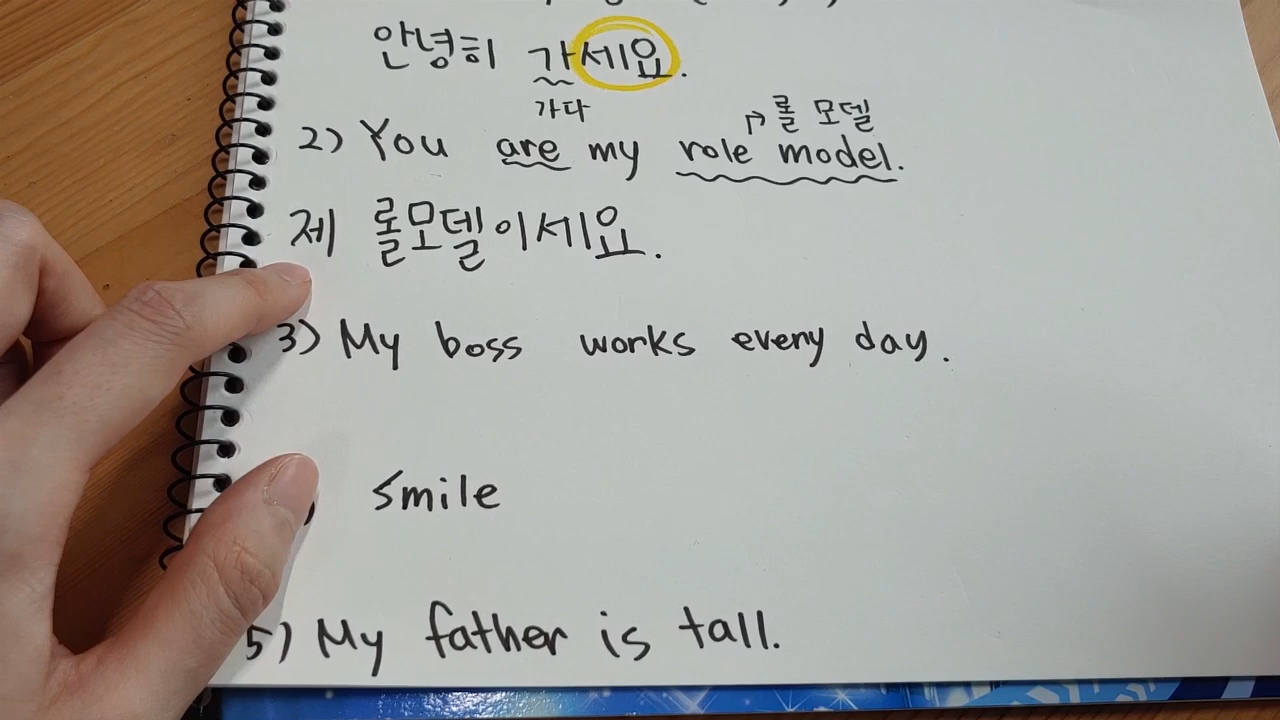 안녕히 가세요.
가다
롤 모델
2) You are my role model.
제 롤모델이세요.
3) My boss works every day.
smile
5) My father is tall.